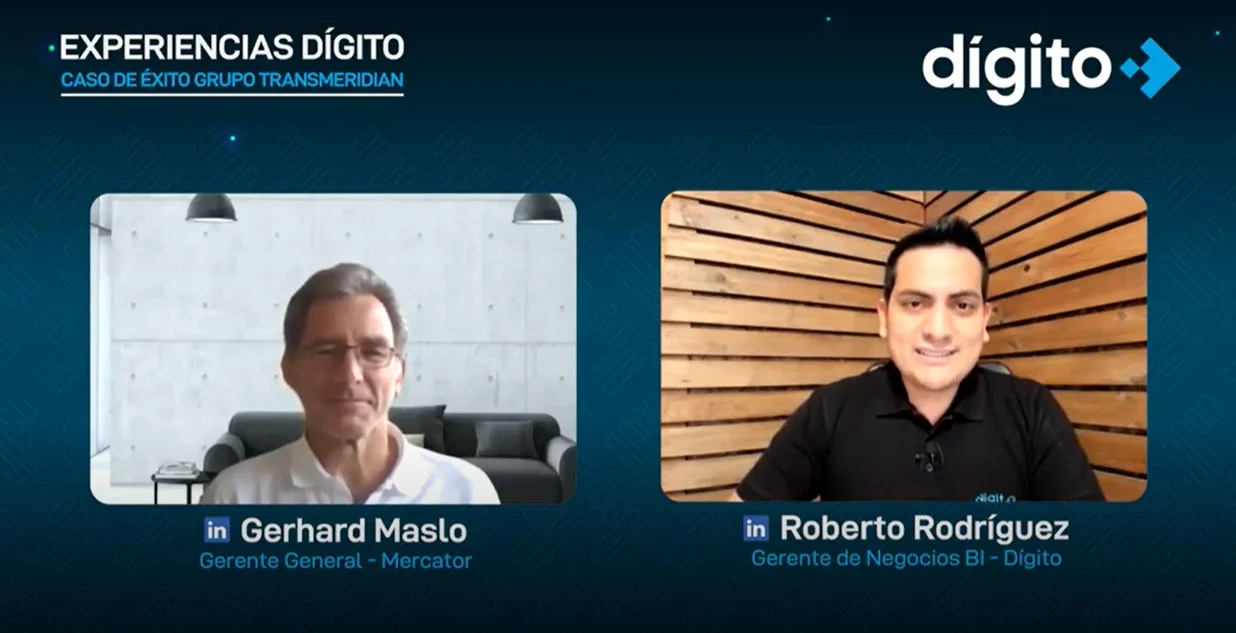 EXPERIENCIAS DÍGITO
CASO DE ÉXITO GRUPO TRANSMERIDIAN
dígito
dígito
in Gerhard Maslo
Gerente General - Mercator
in Roberto Rodríguez
Gerente de Negocios BI - Dígito